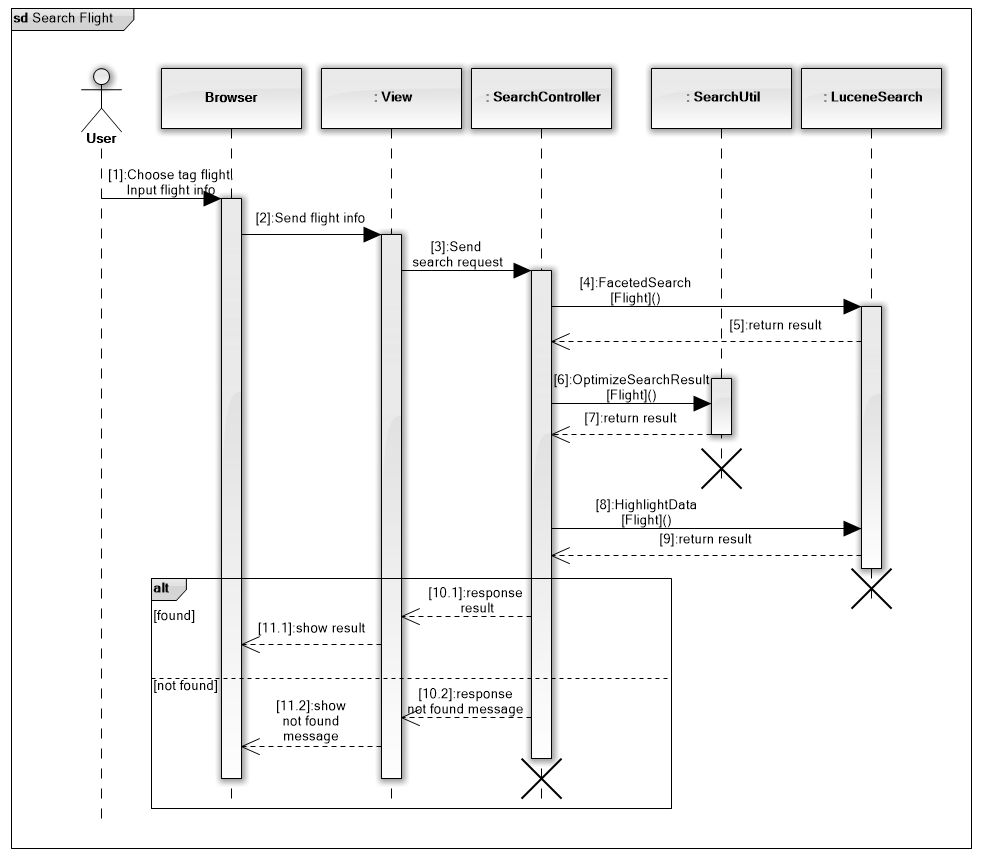 sd Search Flight
User
Browser
: View
: SearchController
: SearchUtil
: LuceneSearch
[1]:Choose tag flight
Input flight info
[2]:Send flight info
[3]:Send
search request
[4]:FacetedSearch
[Flight]()
[5]:return result
[6]:OptimizeSearchResult
[Flight]()
[7]:return result
[8]:HighlightData
[Flight]()
[9]:return result
alt
[found]
[10.1]:response
result
[11.1]:show result
[not found]
[10.2]:response
not found message
[11.2]:show
not found
message